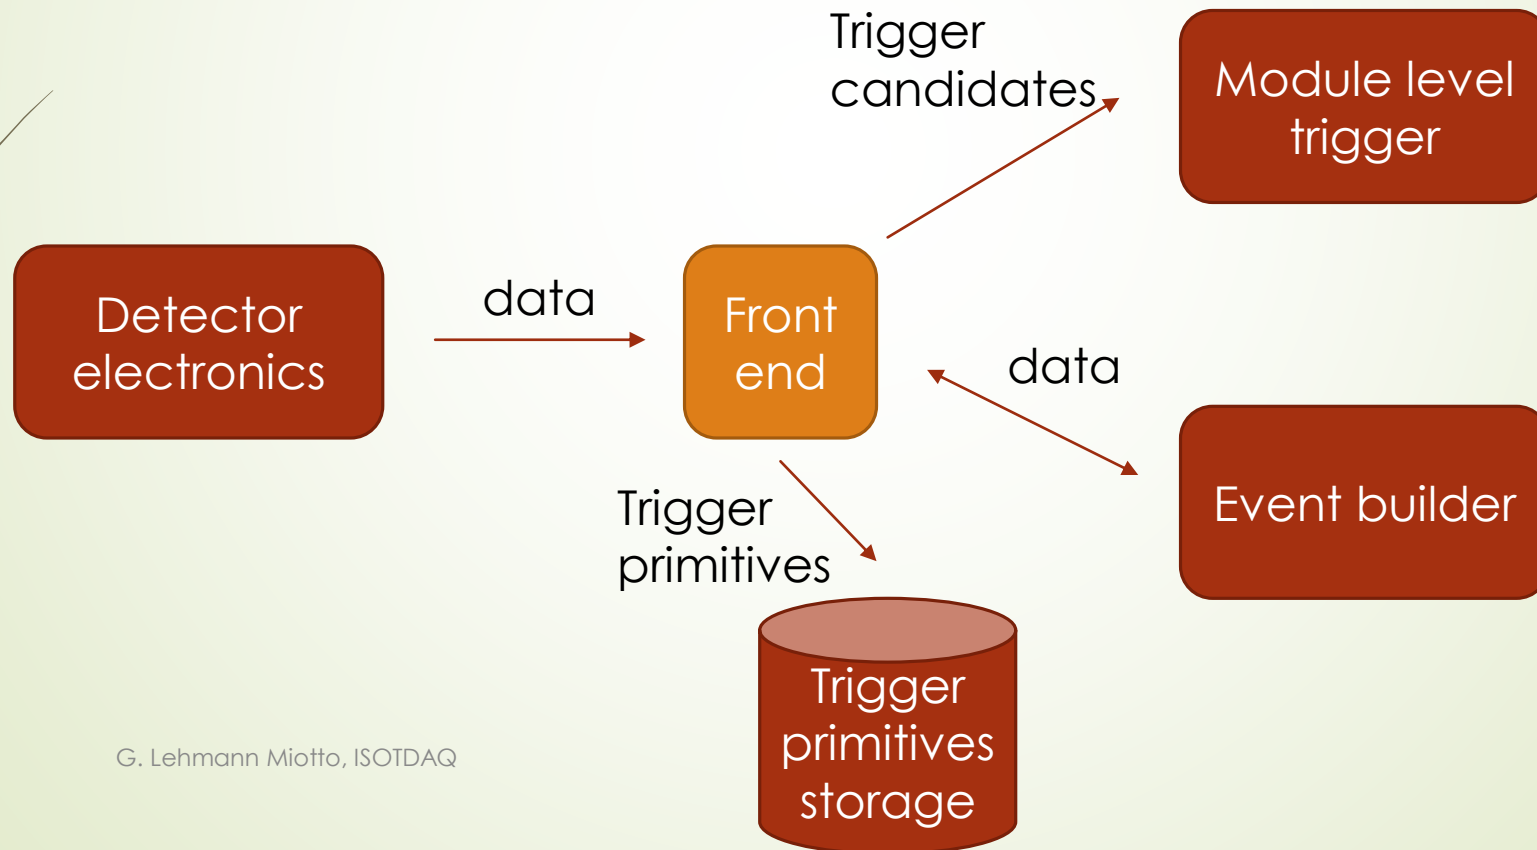 Trigger
candidates
Module level
trigger
Detector
electronics
data
Front
end
data
Event builder
Trigger
primitives
Trigger
primitives
storage
G. Lehmann Miotto, ISOTDAQ